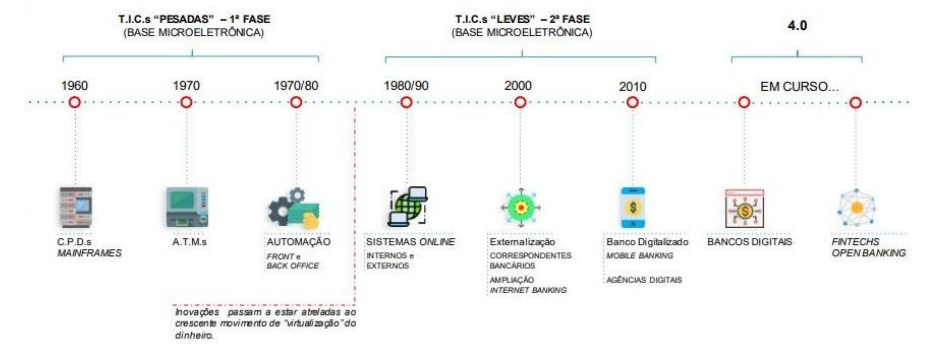 T.I.C.s “PESADAS” – 1ª FASE
(BASE MICROELETRÔNICA)
T.I.C.s “LEVES” – 2ª FASE
(BASE MICROELETRÔNICA)
4.0
1960
1970
1970/80
1980/90
2000
2010
EM CURSO...
C.P.D.s
MAINFRAMES
A.T.M.s
AUTOMAÇÃO
FRONT e
BACK OFFICE
SISTEMAS ONLINE
INTERNOS e
EXTERNOS
Externalização
CORRESPONDENTES
BANCÁRIOS
AMPLIAÇÃO
INTERNET BANKING
Banco Digitalizado
MOBILE BANKING
AGÊNCIAS DIGITAIS
BANCOS DIGITAIS
FINTECHS
OPEN BANKING
Inovações passam a estar atreladas ao
crescente movimento de “virtualização” do
dinheiro.